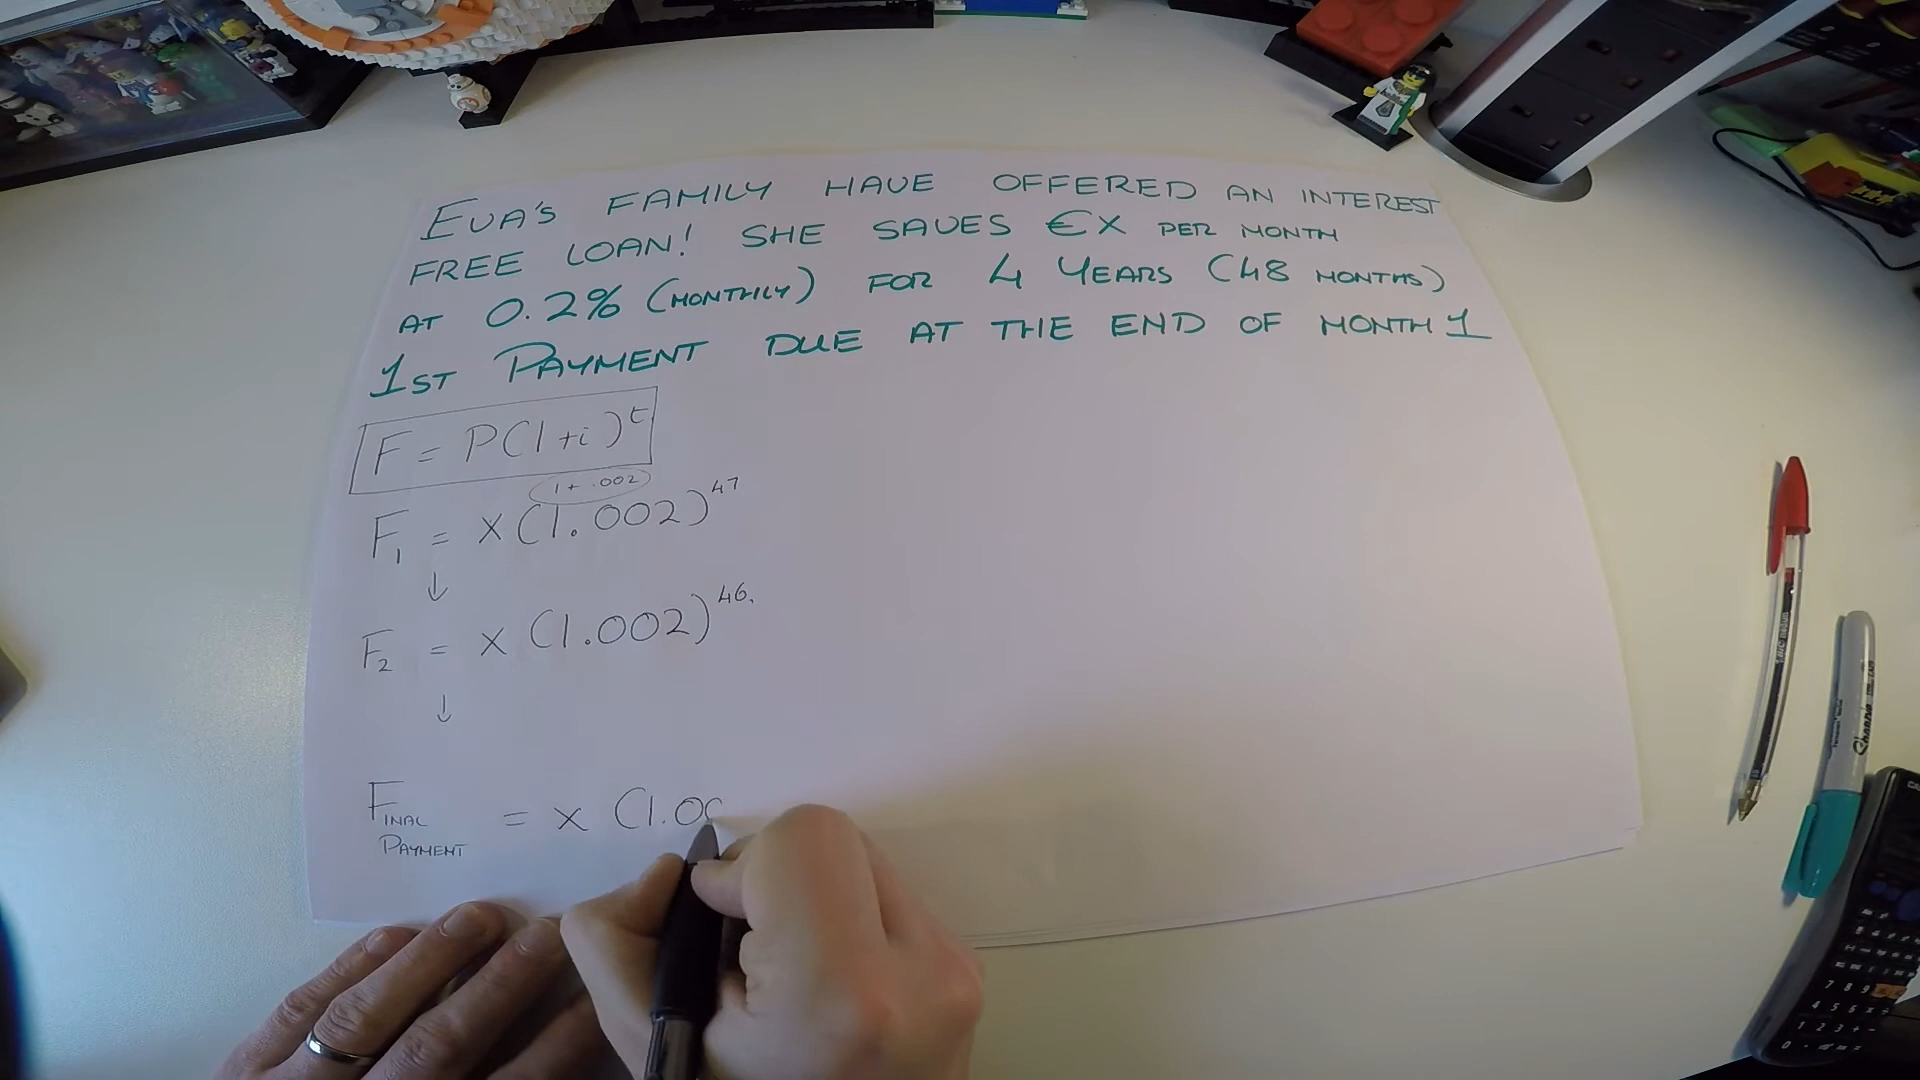 EVA'S FAMILY HAVE OFFERED AN INTEREST
FREE LOAN! SHE SAVES €X PER MONTH
AT 0.2% (MONTHLY) FOR 4 YEARS (48 MONTHS)
1ST PAYMENT DUE AT THE END OF MONTH 1
F = P(1+i)^t
1 + .002
F₁ = x(1.002)^47
↓
F₂ = x (1.002)^46.
↓
FINAL PAYMENT = x (1.00
Sharpie